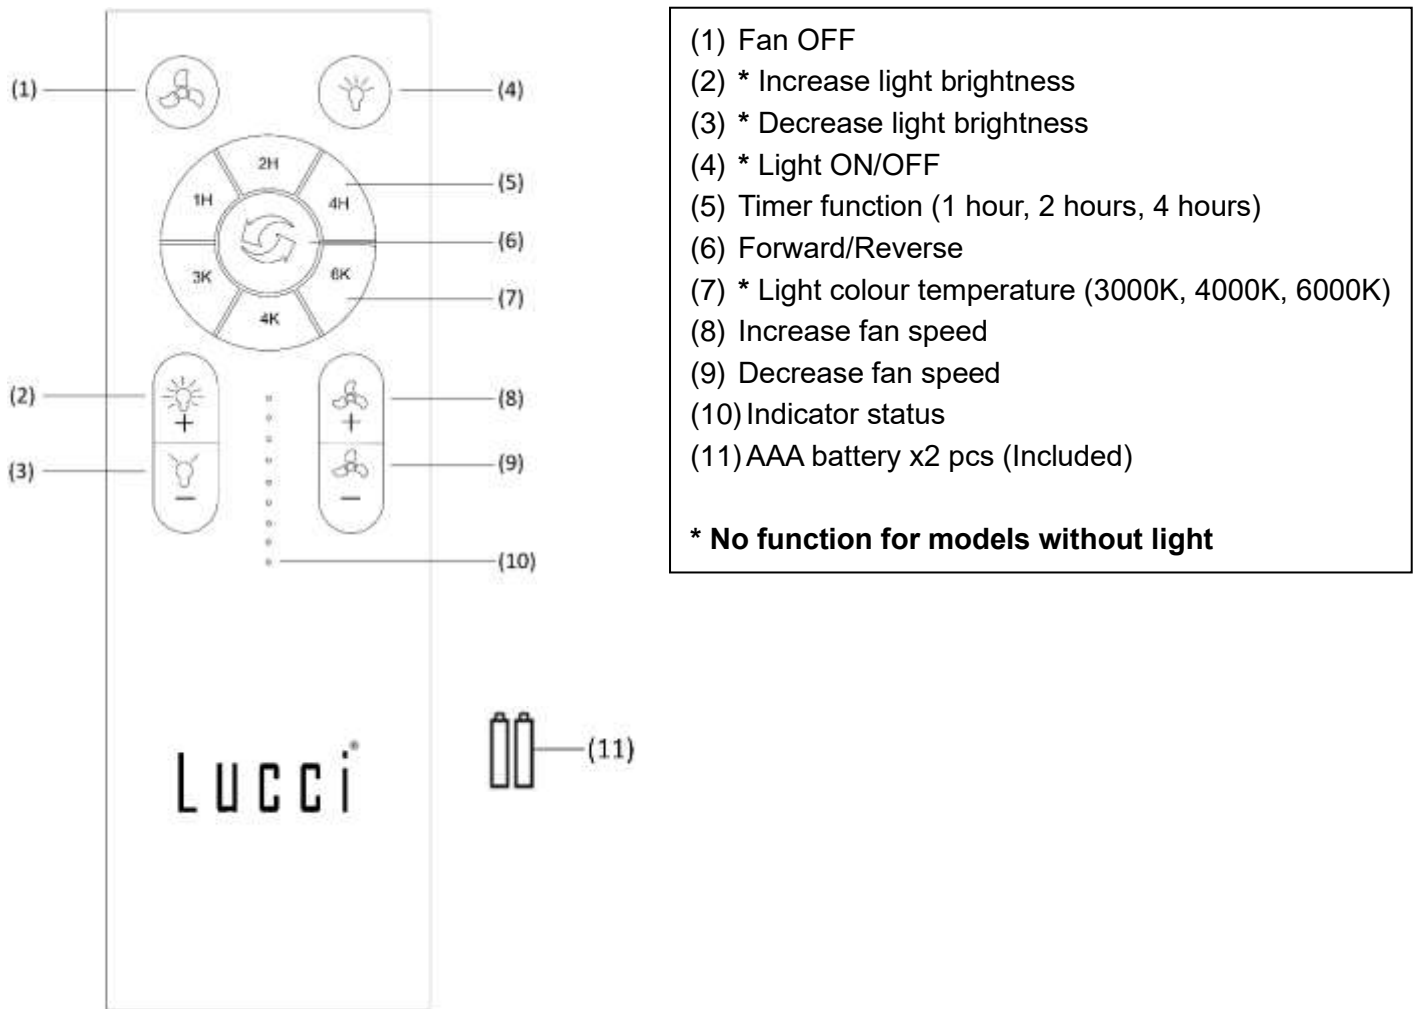 (1)
(4)
2H
(5)
1H
4H
(6)
3K
6K
(7)
4K
(2)
+
+
(8)
(3)
(9)
−
−
(10)
Lucci®
(11)
(1) Fan OFF
(2) * Increase light brightness
(3) * Decrease light brightness
(4) * Light ON/OFF
(5) Timer function (1 hour, 2 hours, 4 hours)
(6) Forward/Reverse
(7) * Light colour temperature (3000K, 4000K, 6000K)
(8) Increase fan speed
(9) Decrease fan speed
(10) Indicator status
(11) AAA battery x2 pcs (Included)
* No function for models without light